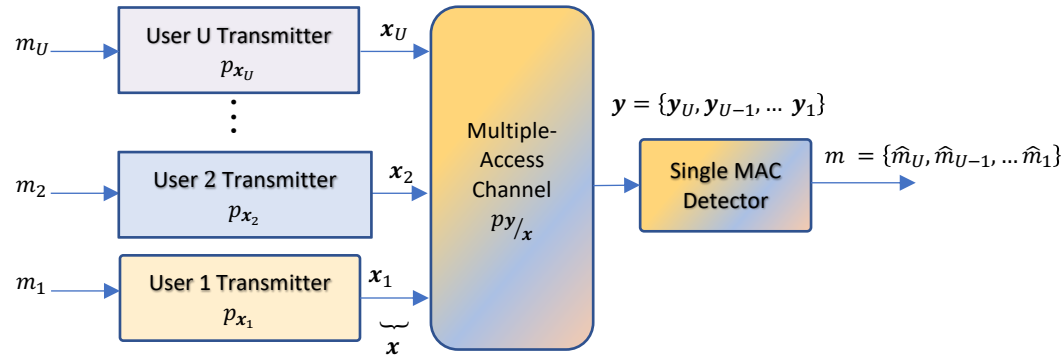 m_U
User U Transmitter
p_{x_U}
x_U
⋮
m_2
User 2 Transmitter
p_{x_2}
x_2
m_1
User 1 Transmitter
p_{x_1}
x_1
x
Multiple-
Access
Channel
p_{y/x}
y = {y_U, y_{U−1}, … y_1}
Single MAC
Detector
m = {m̂_U, m̂_{U−1}, … m̂_1}